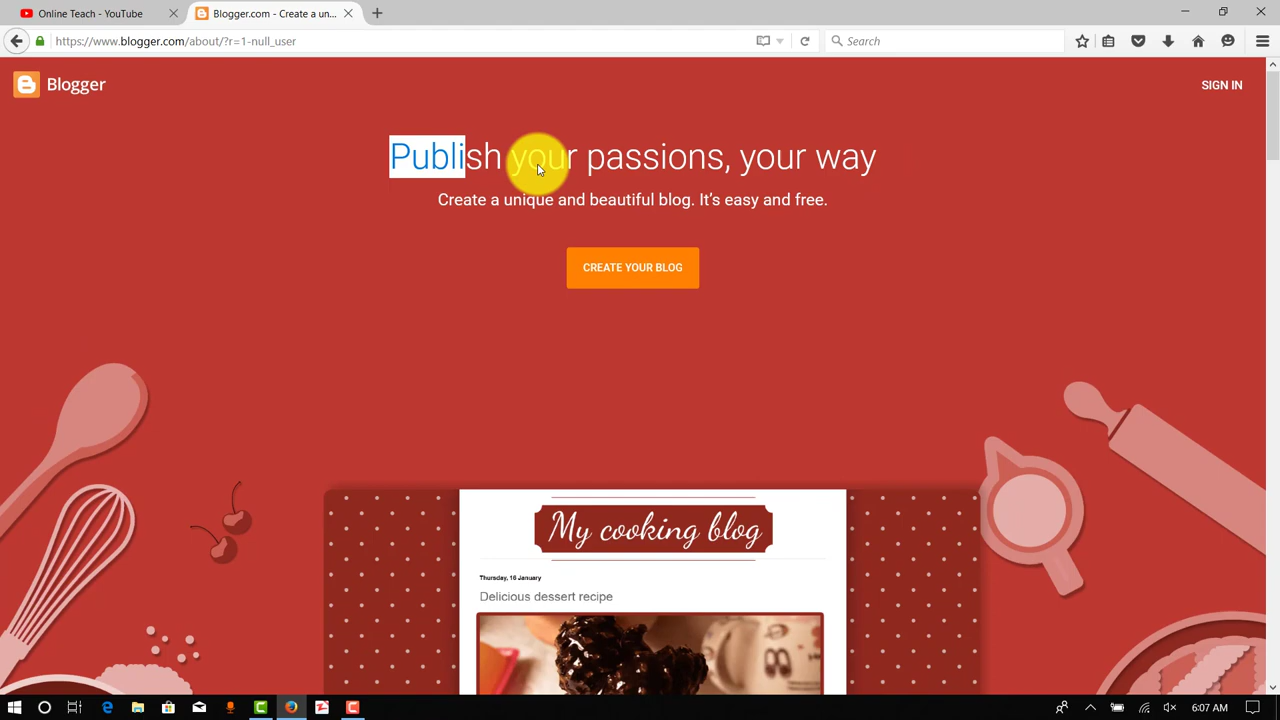 Online Teach - YouTube
Blogger.com - Create a un...
https://www.blogger.com/about/?r=1-null_user
Search
Blogger
SIGN IN
Publish your passions, your way
Create a unique and beautiful blog. It's easy and free.
CREATE YOUR BLOG
My cooking blog
Thursday, 16 January
Delicious dessert recipe
6:07 AM